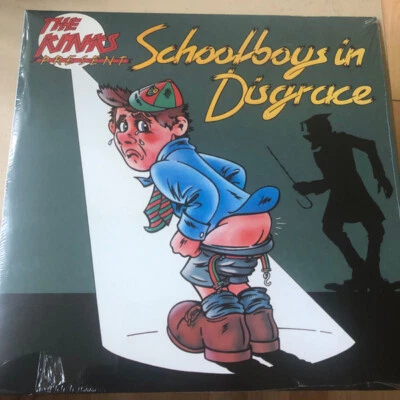 THE
KINKS
Schoolboys in
Disgrace